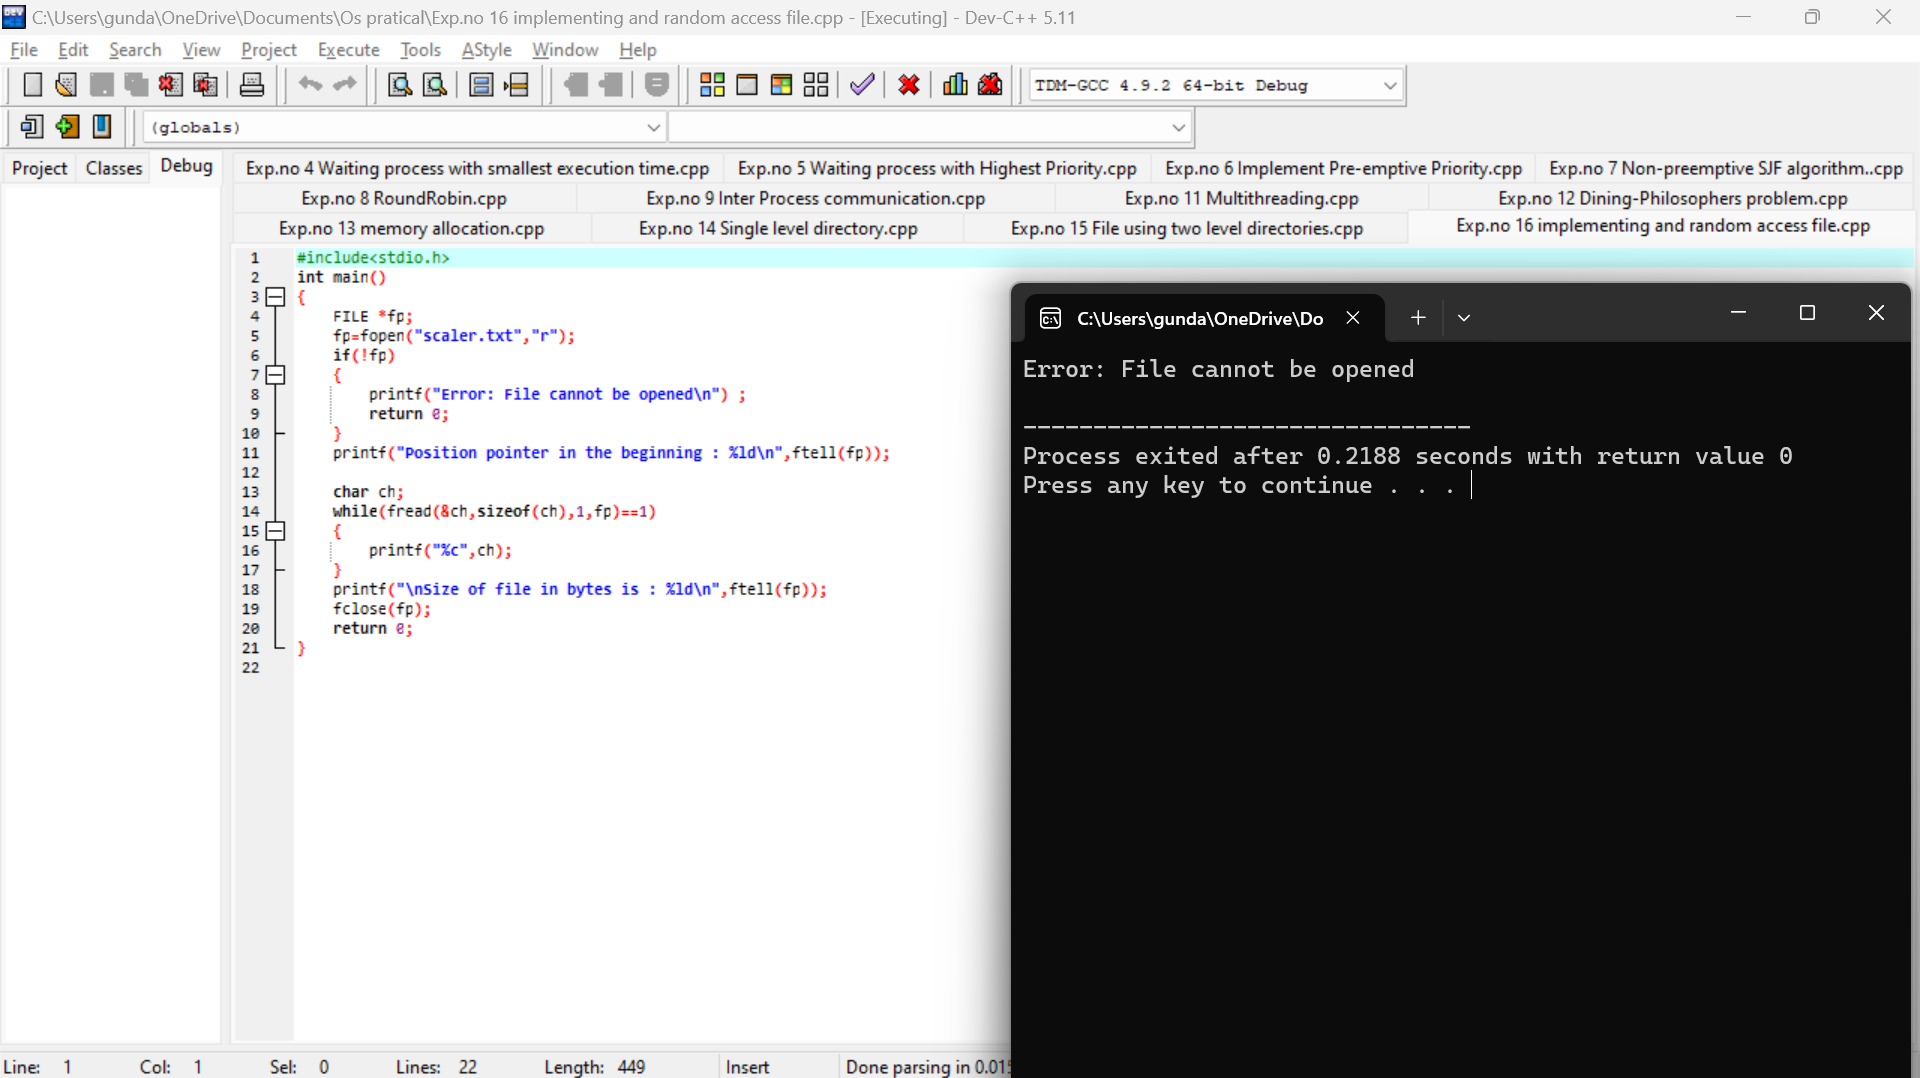 C:\Users\gunda\OneDrive\Documents\Os pratical\Exp.no 16 implementing and random access file.cpp - [Executing] - Dev-C++ 5.11
File Edit Search View Project Execute Tools AStyle Window Help
TDM-GCC 4.9.2 64-bit Debug
(globals)
Project Classes Debug
Exp.no 4 Waiting process with smallest execution time.cpp Exp.no 5 Waiting process with Highest Priority.cpp Exp.no 6 Implement Pre-emptive Priority.cpp Exp.no 7 Non-preemptive SJF algorithm..cpp
Exp.no 8 RoundRobin.cpp Exp.no 9 Inter Process communication.cpp Exp.no 11 Multithreading.cpp Exp.no 12 Dining-Philosophers problem.cpp
Exp.no 13 memory allocation.cpp Exp.no 14 Single level directory.cpp Exp.no 15 File using two level directories.cpp Exp.no 16 implementing and random access file.cpp
1 #include<stdio.h>
2 int main()
3 {
4 FILE *fp;
5 fp=fopen("scaler.txt","r");
6 if(!fp)
7 {
8 printf("Error: File cannot be opened\n") ;
9 return 0;
10 }
11 printf("Position pointer in the beginning : %ld\n",ftell(fp));
12
13 char ch;
14 while(fread(&ch,sizeof(ch),1,fp)==1)
15 {
16 printf("%c",ch);
17 }
18 printf("\nSize of file in bytes is : %ld\n",ftell(fp));
19 fclose(fp);
20 return 0;
21 }
22
C:\Users\gunda\OneDrive\Do
Error: File cannot be opened
--------------------------------
Process exited after 0.2188 seconds with return value 0
Press any key to continue . . .
Line: 1 Col: 1 Sel: 0 Lines: 22 Length: 449 Insert Done parsing in 0.015